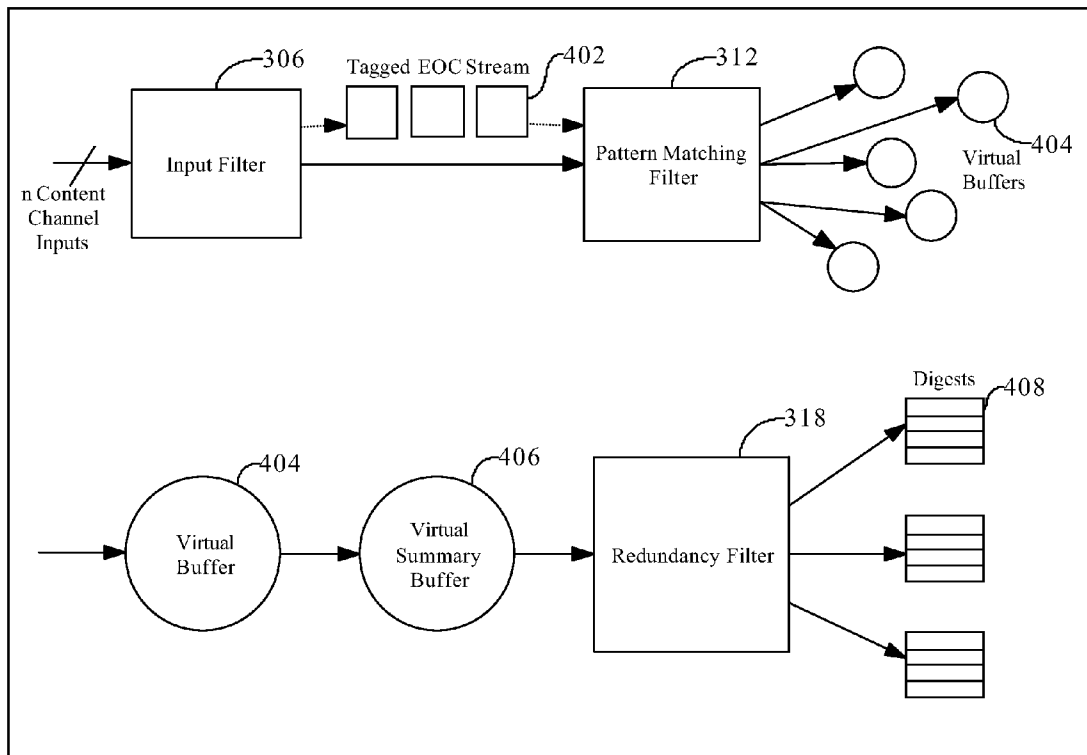 306
Tagged EOC Stream
402
312
Input Filter
Pattern Matching
Filter
404
Virtual
Buffers
n Content
Channel
Inputs
Digests
408
318
404
406
Virtual
Buffer
Virtual
Summary
Buffer
Redundancy Filter